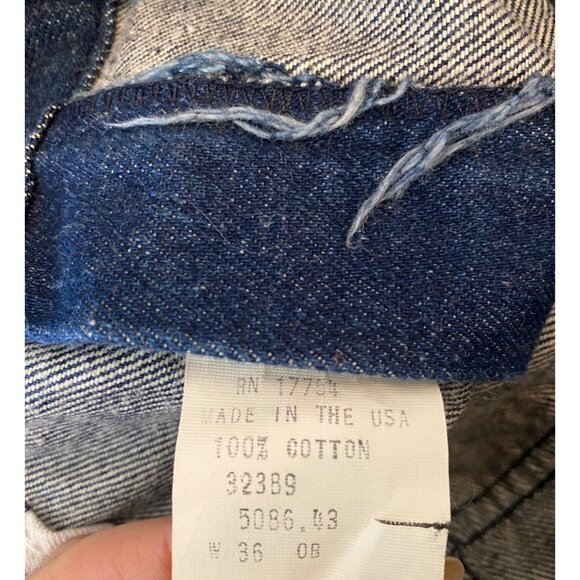 RN 17754
MADE IN THE USA
100% COTTON
32389
5086.43
W 36 OB